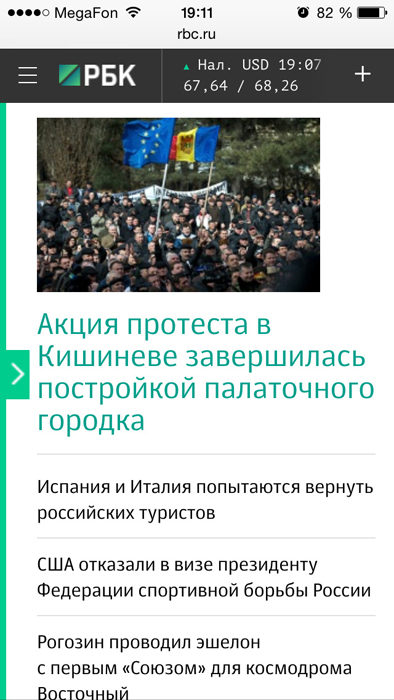 MegaFon 19:11 82 %
rbc.ru
РБК
Нал. USD 19:07
67,64 / 68,26
Акция протеста в
Кишиневе завершилась
постройкой палаточного
городка
Испания и Италия попытаются вернуть
российских туристов
США отказали в визе президенту
Федерации спортивной борьбы России
Рогозин проводил эшелон
с первым «Союзом» для космодрома
Восточный